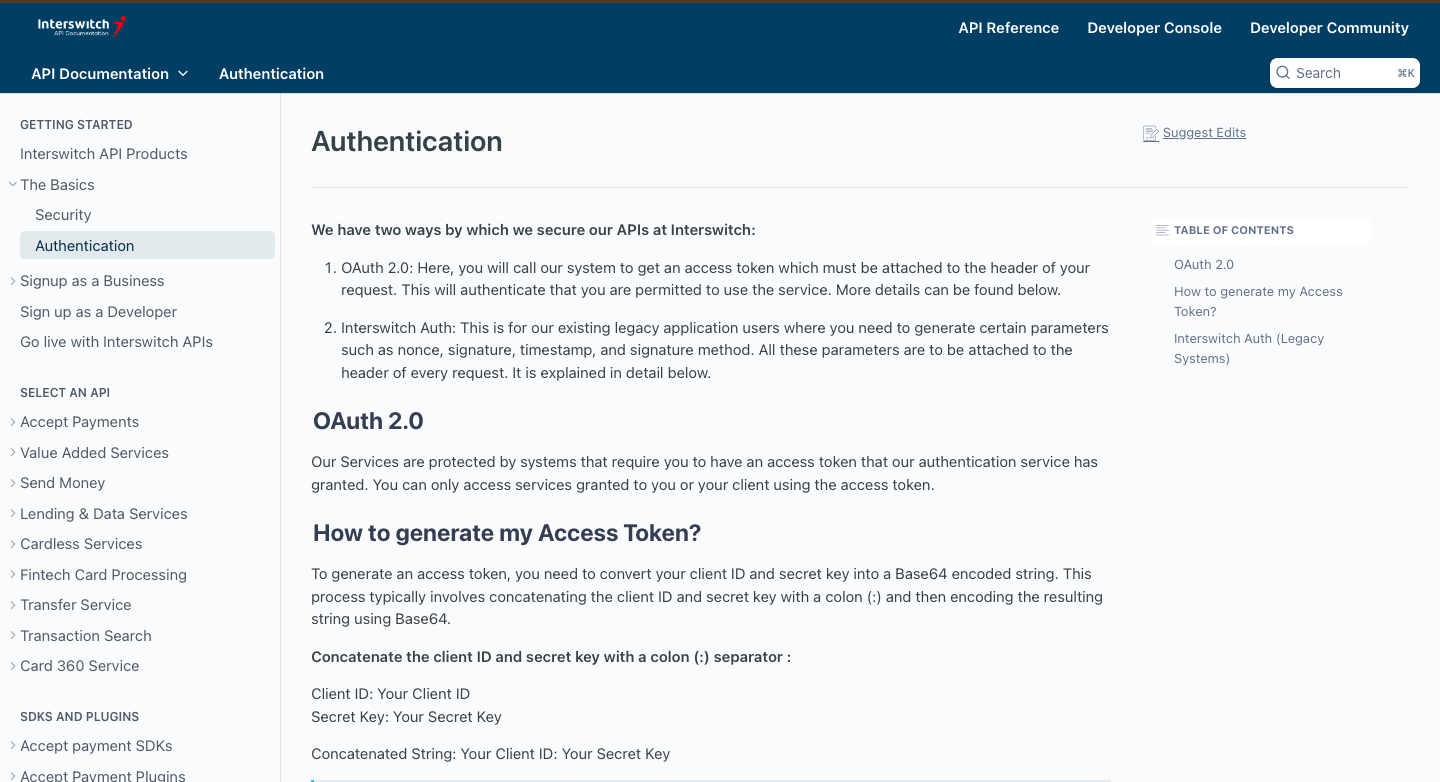 Interswitch
API Documentation
API Reference
Developer Console
Developer Community
API Documentation
Authentication
Search
⌘K
GETTING STARTED
Interswitch API Products
The Basics
Security
Authentication
Signup as a Business
Sign up as a Developer
Go live with Interswitch APIs
SELECT AN API
Accept Payments
Value Added Services
Send Money
Lending & Data Services
Cardless Services
Fintech Card Processing
Transfer Service
Transaction Search
Card 360 Service
SDKS AND PLUGINS
Accept payment SDKs
Accept Payment Plugins
Authentication
Suggest Edits
We have two ways by which we secure our APIs at Interswitch:
1. OAuth 2.0: Here, you will call our system to get an access token which must be attached to the header of your
request. This will authenticate that you are permitted to use the service. More details can be found below.
2. Interswitch Auth: This is for our existing legacy application users where you need to generate certain parameters
such as nonce, signature, timestamp, and signature method. All these parameters are to be attached to the
header of every request. It is explained in detail below.
OAuth 2.0
Our Services are protected by systems that require you to have an access token that our authentication service has
granted. You can only access services granted to you or your client using the access token.
How to generate my Access Token?
To generate an access token, you need to convert your client ID and secret key into a Base64 encoded string. This
process typically involves concatenating the client ID and secret key with a colon (:) and then encoding the resulting
string using Base64.
Concatenate the client ID and secret key with a colon (:) separator :
Client ID: Your Client ID
Secret Key: Your Secret Key
Concatenated String: Your Client ID: Your Secret Key
TABLE OF CONTENTS
OAuth 2.0
How to generate my Access
Token?
Interswitch Auth (Legacy
Systems)